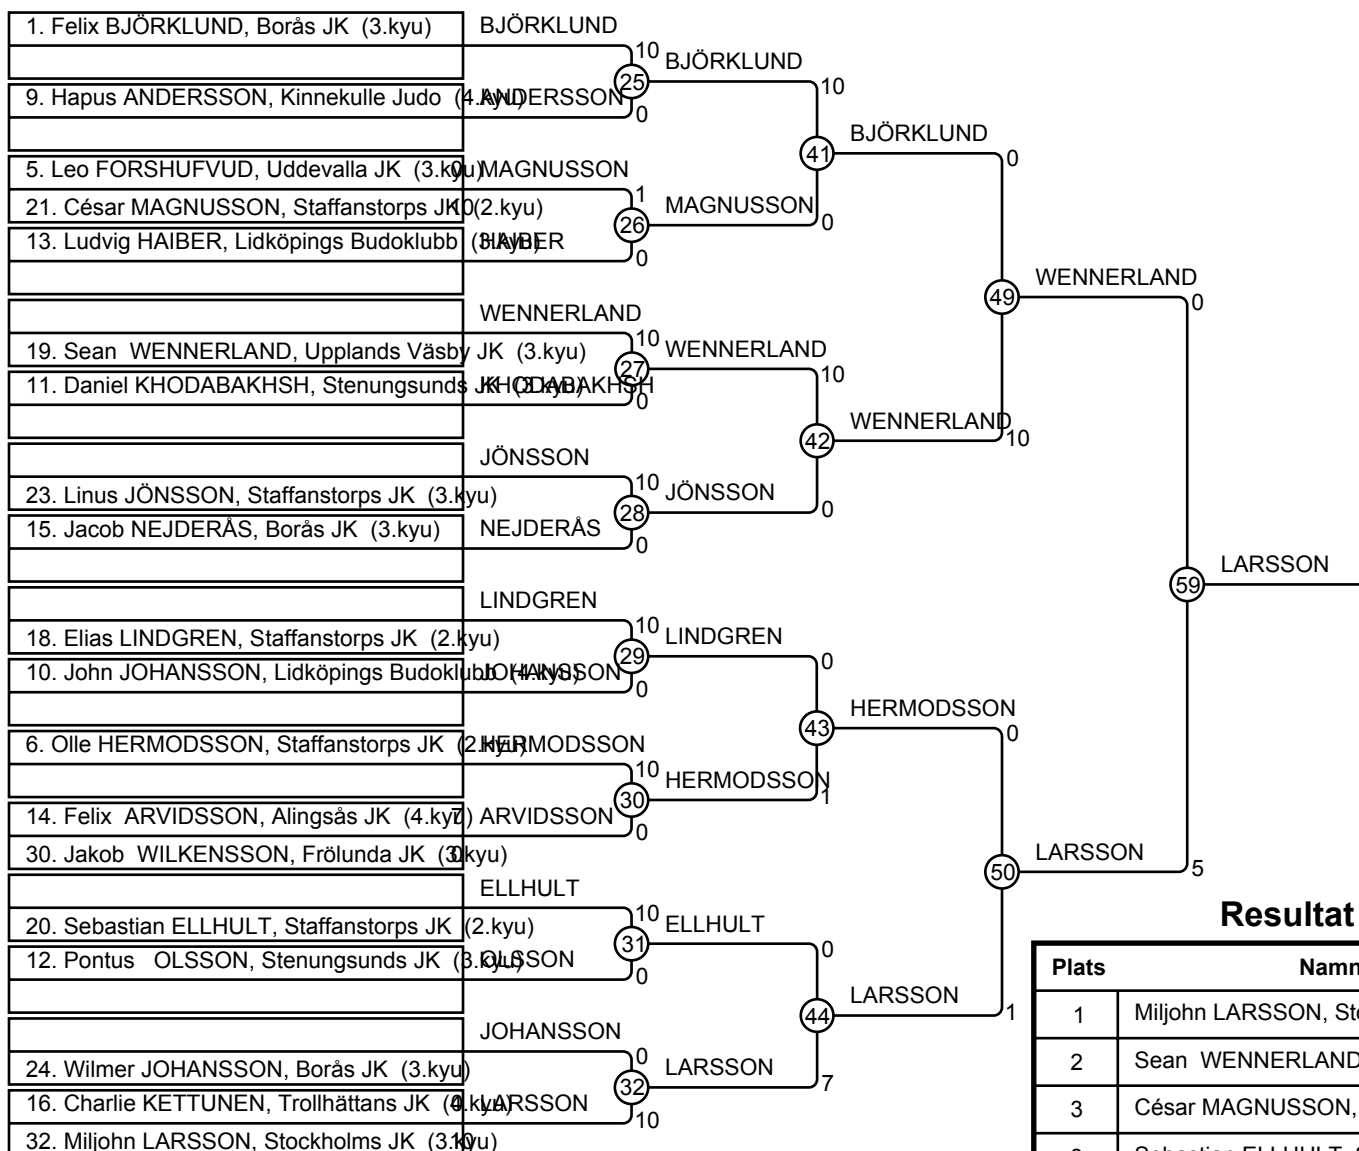 1. Felix BJÖRKLUND, Borås JK (3.kyu)
9. Hapus ANDERSSON, Kinnekulle Judo (4.kyu)
5. Leo FORSHUFVUD, Uddevalla JK (3.kyu) 0
21. César MAGNUSSON, Staffanstorps JK (2.kyu) 10
13. Ludvig HAIBER, Lidköpings Budoklubb (3.kyu)
19. Sean WENNERLAND, Upplands Väsby JK (3.kyu)
11. Daniel KHODABAKHSH, Stenungsunds JK (3.kyu)
23. Linus JÖNSSON, Staffanstorps JK (3.kyu)
15. Jacob NEJDERÅS, Borås JK (3.kyu)
18. Elias LINDGREN, Staffanstorps JK (2.kyu)
10. John JOHANSSON, Lidköpings Budoklubb (4.kyu)
6. Olle HERMODSSON, Staffanstorps JK (2.kyu)
14. Felix ARVIDSSON, Alingsås JK (4.kyu) 7
30. Jakob WILKENSSON, Frölunda JK (3.kyu) 0
20. Sebastian ELLHULT, Staffanstorps JK (2.kyu)
12. Pontus OLSSON, Stenungsunds JK (3.kyu)
24. Wilmer JOHANSSON, Borås JK (3.kyu)
16. Charlie KETTUNEN, Trollhättans JK (4.kyu) 0
32. Miljohn LARSSON, Stockholms JK (3.kyu) 10
BJÖRKLUND
10
25
ANDERSSON
0
MAGNUSSON
1
26
HAIBER
0
WENNERLAND
10
27
KHODABAKHSH
0
JÖNSSON
10
28
NEJDERÅS
0
LINDGREN
10
29
JOHANSSON
0
HERMODSSON
10
30
ARVIDSSON
0
ELLHULT
10
31
OLSSON
0
JOHANSSON
0
32
LARSSON
10
BJÖRKLUND
10
41
MAGNUSSON
0
WENNERLAND
10
42
JÖNSSON
0
LINDGREN
0
43
HERMODSSON
1
ELLHULT
0
44
LARSSON
7
BJÖRKLUND
0
49
WENNERLAND
10
HERMODSSON
0
50
LARSSON
1
WENNERLAND
0
59
LARSSON
5
LARSSON
Resultat
Plats Namn
1 Miljohn LARSSON, Sto
2 Sean WENNERLAND
3 César MAGNUSSON,